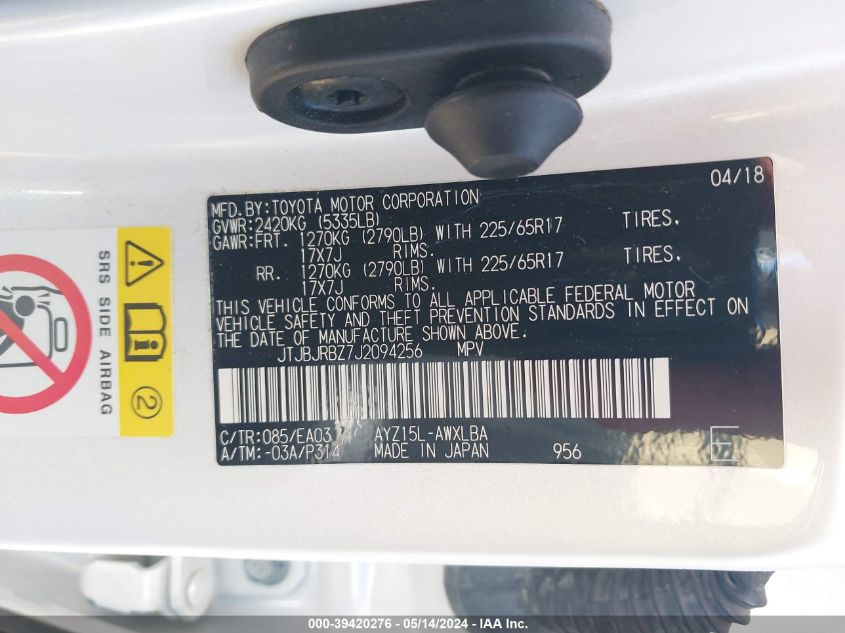 04/18
MFD.BY:TOYOTA MOTOR CORPORATION
GVWR:2420KG (5335LB)
GAWR:FRT. 1270KG (2790LB) WITH 225/65R17 TIRES.
17X7J RIMS.
RR. 1270KG (2790LB) WITH 225/65R17 TIRES.
17X7J RIMS.
THIS VEHICLE CONFORMS TO ALL APPLICABLE FEDERAL MOTOR
VEHICLE SAFETY AND THEFT PREVENTION STANDARDS IN EFFECT ON
THE DATE OF MANUFACTURE SHOWN ABOVE.
JTJBJRBZ7J2094256 MPV
C/TR:085/EA03 AYZ15L-AWXLBA
A/TM:-03A/P314 MADE IN JAPAN 956
E
SRS SIDE AIRBAG
2
000-39420276 - 05/14/2024 - IAA Inc.